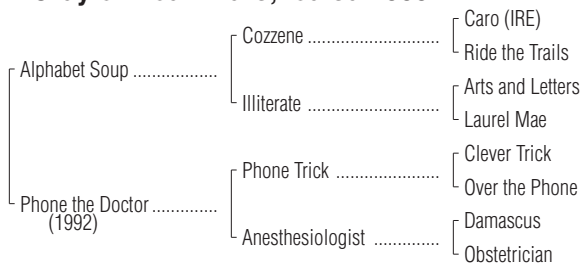 Cozzene ............................
Caro (IRE)
Ride the Trails
Alphabet Soup ..................
Illiterate ............................
Arts and Letters
Laurel Mae
Phone Trick ......................
Clever Trick
Over the Phone
Phone the Doctor ..............
(1992)
Anesthesiologist ..............
Damascus
Obstetrician